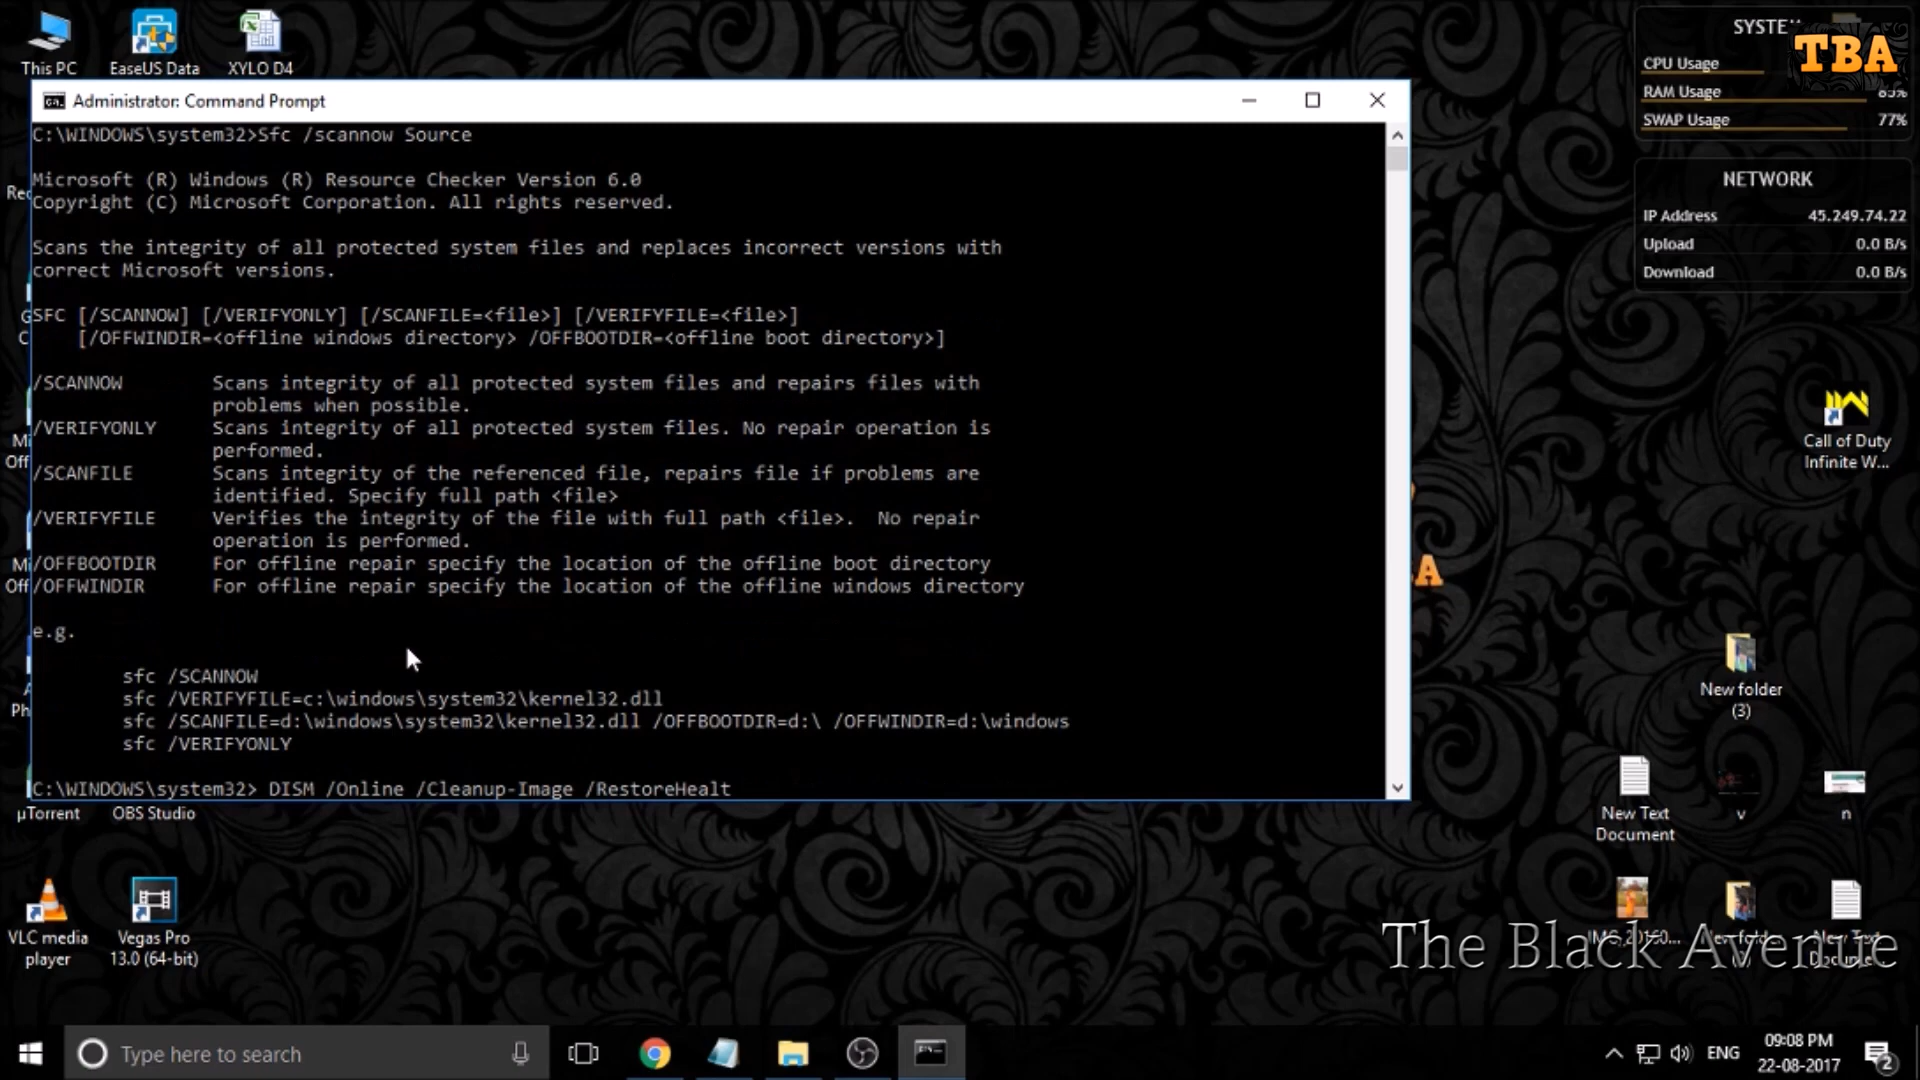 This PC
EaseUS Data
XYLO D4
Administrator: Command Prompt
C:\WINDOWS\system32>Sfc /scannow Source
Microsoft (R) Windows (R) Resource Checker Version 6.0
Copyright (C) Microsoft Corporation. All rights reserved.
Scans the integrity of all protected system files and replaces incorrect versions with
correct Microsoft versions.
SFC [/SCANNOW] [/VERIFYONLY] [/SCANFILE=<file>] [/VERIFYFILE=<file>]
[/OFFWINDIR=<offline windows directory> /OFFBOOTDIR=<offline boot directory>]
/SCANNOW Scans integrity of all protected system files and repairs files with
problems when possible.
/VERIFYONLY Scans integrity of all protected system files. No repair operation is
performed.
/SCANFILE Scans integrity of the referenced file, repairs file if problems are
identified. Specify full path <file>
/VERIFYFILE Verifies the integrity of the file with full path <file>. No repair
operation is performed.
/OFFBOOTDIR For offline repair specify the location of the offline boot directory
/OFFWINDIR For offline repair specify the location of the offline windows directory
e.g.
sfc /SCANNOW
sfc /VERIFYFILE=c:\windows\system32\kernel32.dll
sfc /SCANFILE=d:\windows\system32\kernel32.dll /OFFBOOTDIR=d:\ /OFFWINDIR=d:\windows
sfc /VERIFYONLY
C:\WINDOWS\system32> DISM /Online /Cleanup-Image /RestoreHealt
µTorrent
OBS Studio
VLC media
player
Vegas Pro
13.0 (64-bit)
TBA
CPU Usage
RAM Usage 85%
SWAP Usage 77%
NETWORK
IP Address 45.249.74.22
Upload 0.0 B/s
Download 0.0 B/s
Call of Duty
Infinite W...
New folder
(3)
New Text
Document
v
n
The Black Avenue
Type here to search
ENG
09:08 PM
22-08-2017
2